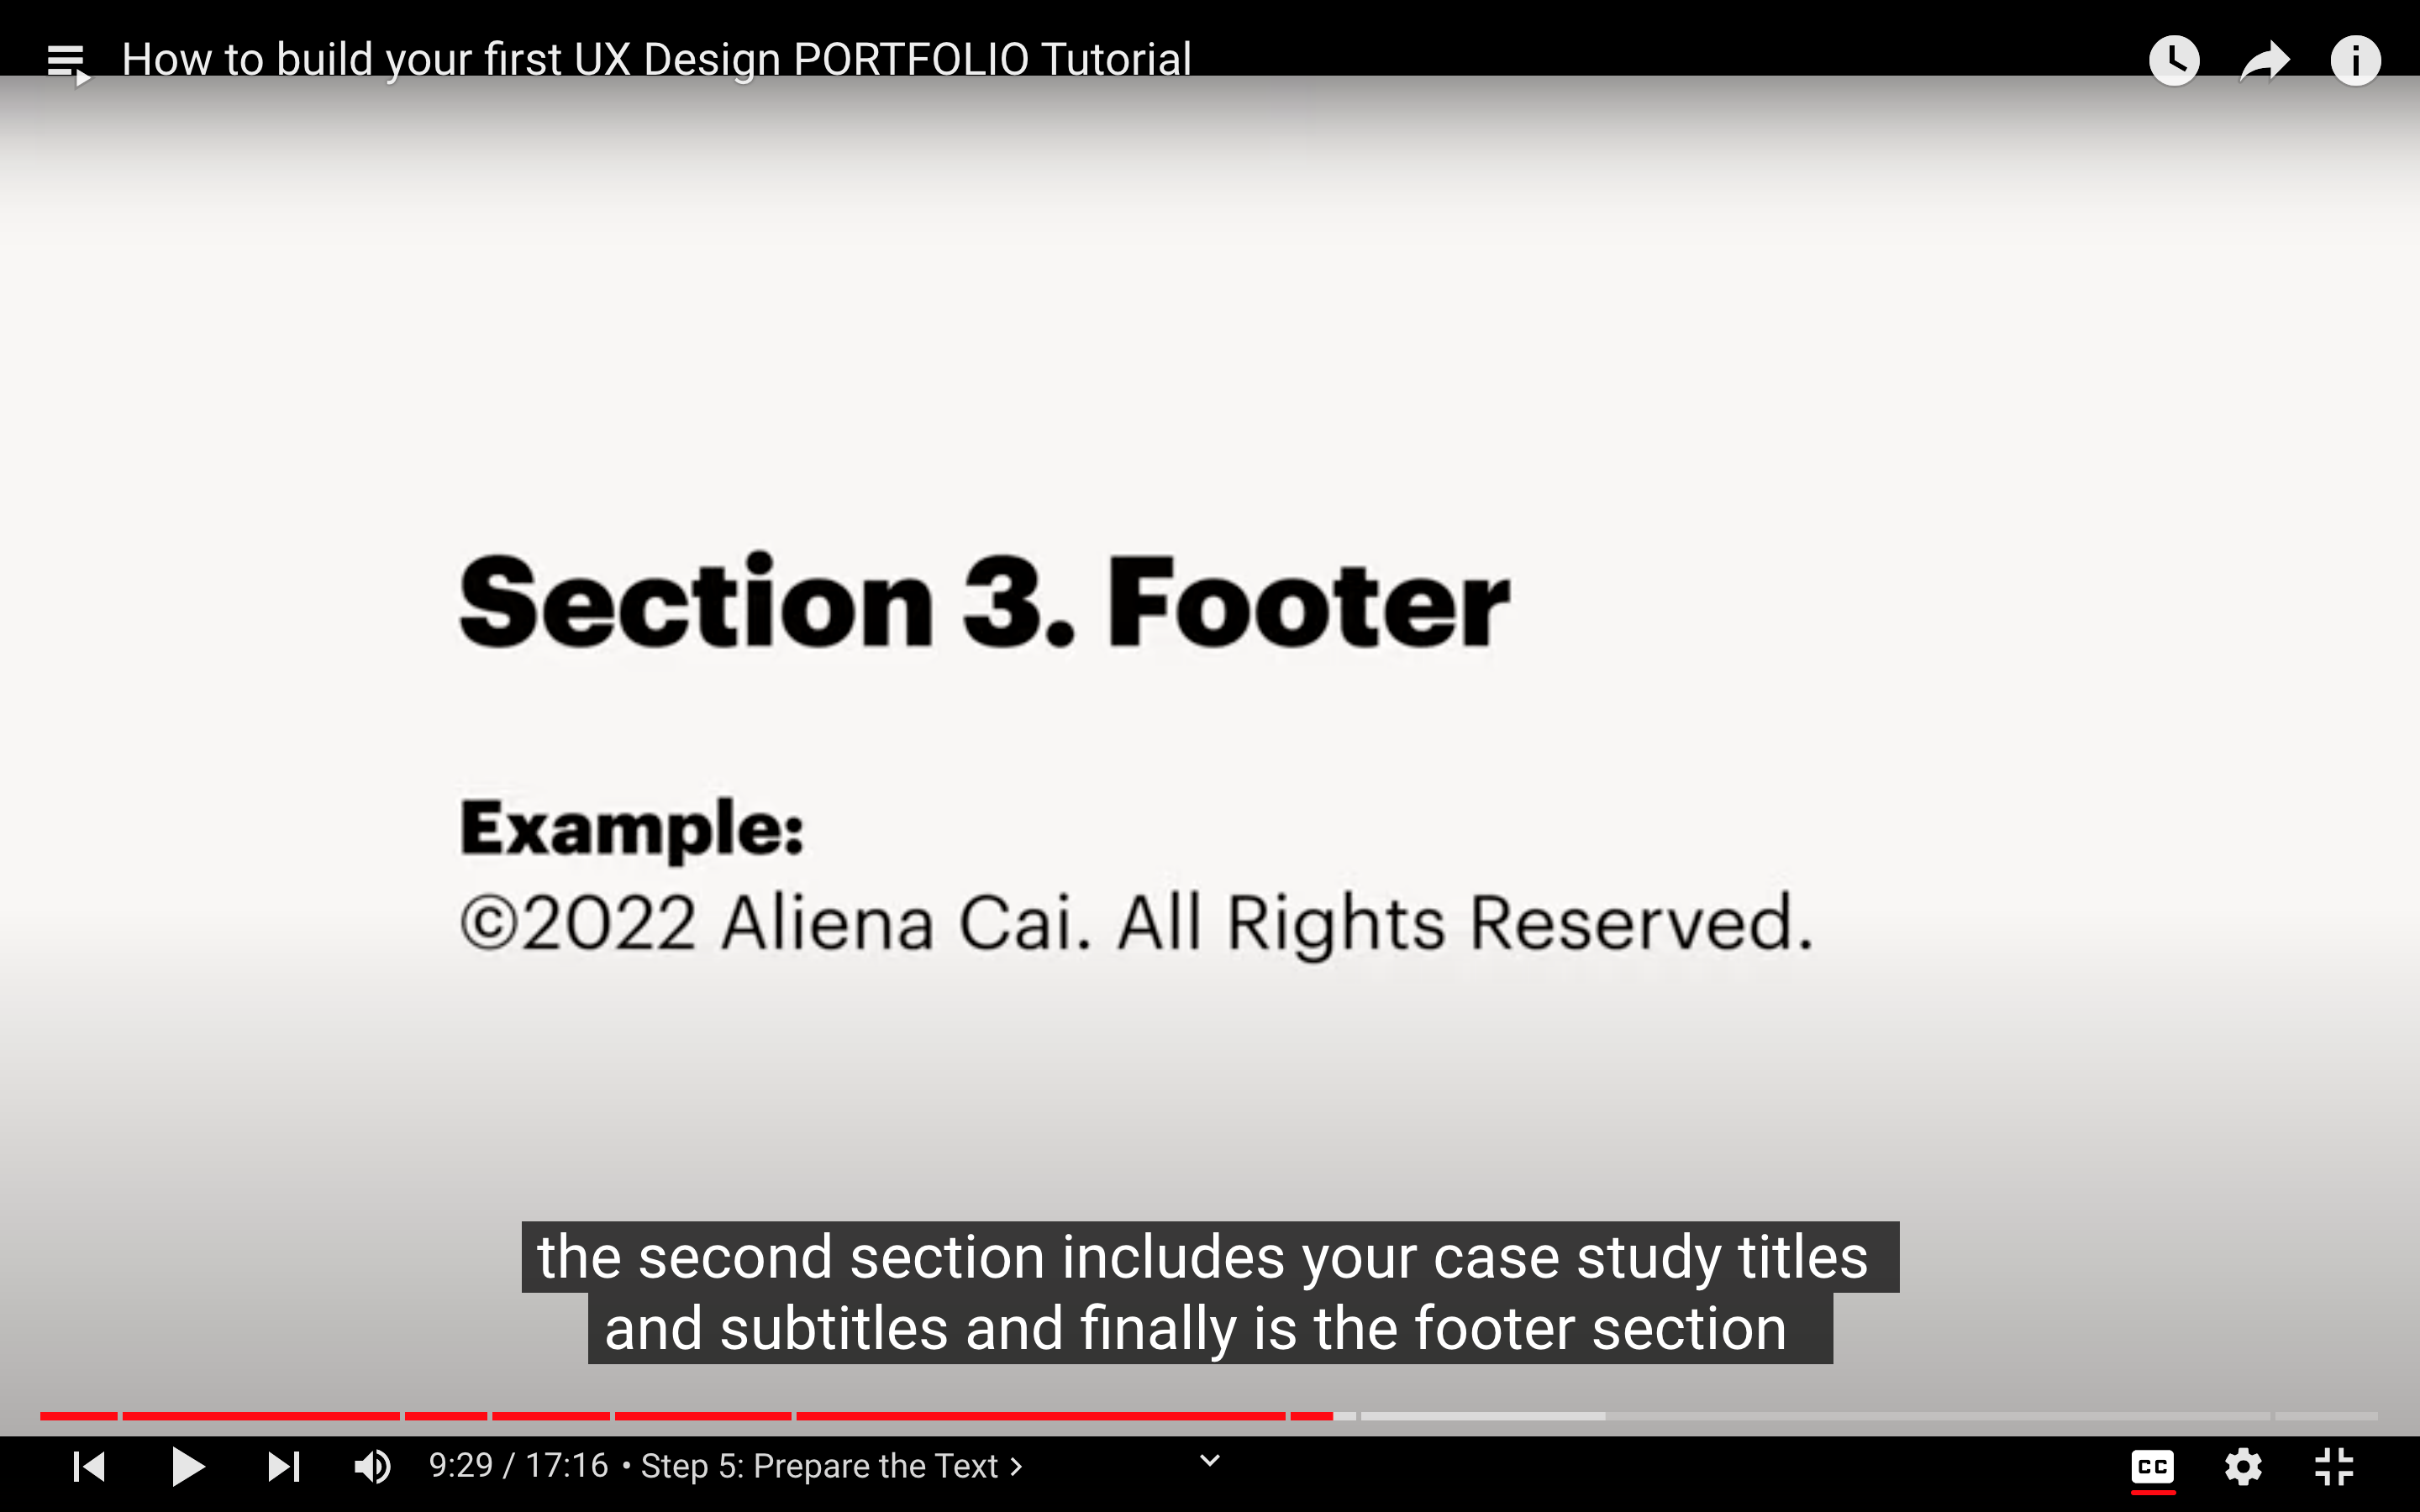 How to build your first UX Design PORTFOLIO Tutorial
Section 3. Footer
Example:
©2022 Aliena Cai. All Rights Reserved.
the second section includes your case study titles
and subtitles and finally is the footer section
9:29 / 17:16 • Step 5: Prepare the Text
CC